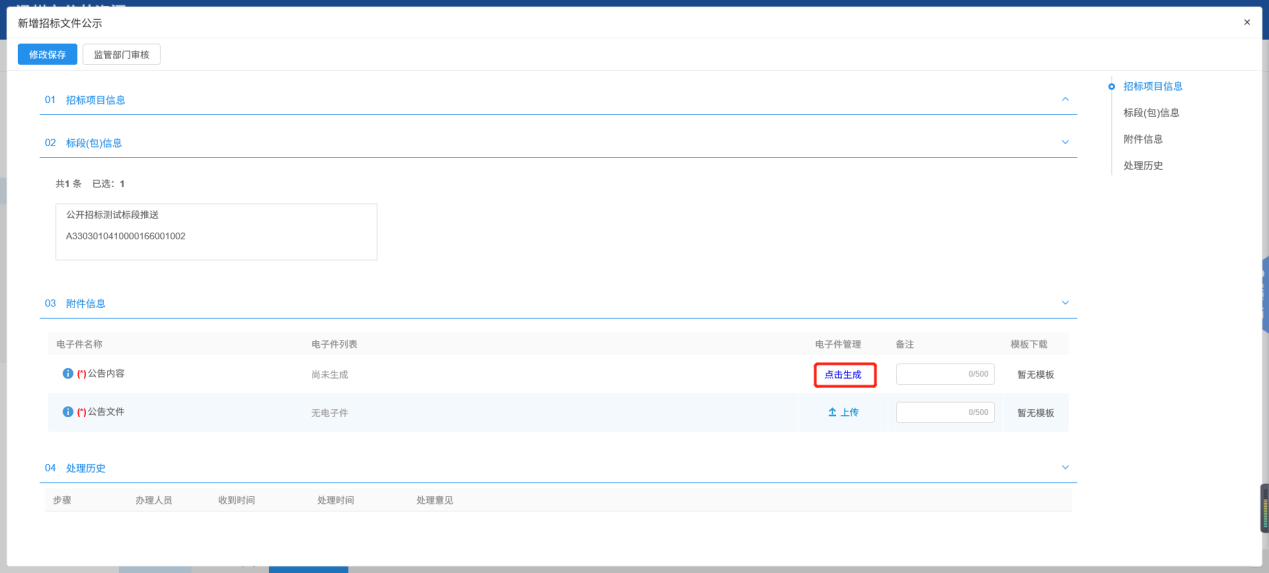 新增招标文件公示 ×
修改保存 监管部门审核
01 招标项目信息
02 标段(包)信息
共1 条 已选：1
公开招标测试标段推送
A3303010410000166001002
03 附件信息
电子件名称 电子件列表 电子件管理 备注 模板下载
(*)公告内容 尚未生成 点击生成 0/500 暂无模板
(*)公告文件 无电子件 上传 0/500 暂无模板
04 处理历史
步骤 办理人员 收到时间 处理时间 处理意见
招标项目信息
标段(包)信息
附件信息
处理历史